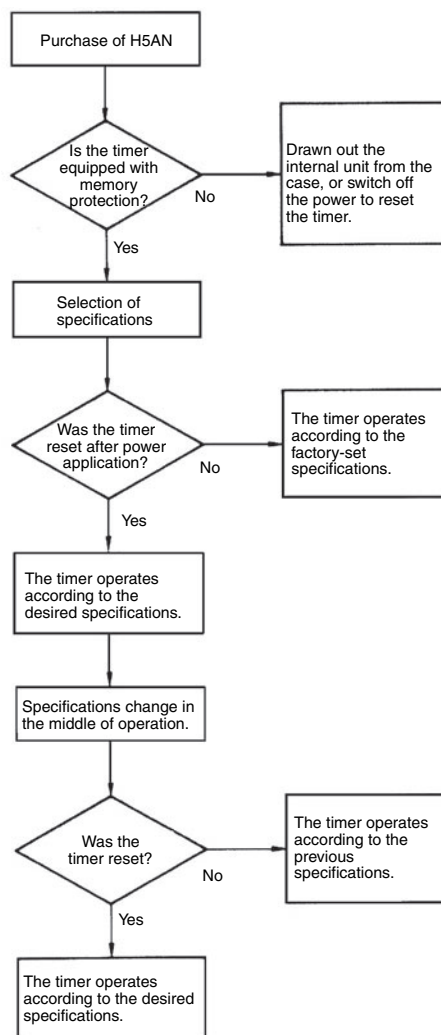 Purchase of H5AN
Is the timer
equipped with
memory
protection?
No
Drawn out the
internal unit from the
case, or switch off
the power to reset
the timer.
Yes
Selection of
specifications
Was the timer
reset after power
application?
No
The timer operates
according to the
factory-set
specifications.
Yes
The timer operates
according to the
desired specifications.
Specifications change in
the middle of operation.
Was the
timer reset?
No
The timer operates
according to the
previous
specifications.
Yes
The timer operates
according to the desired
specifications.